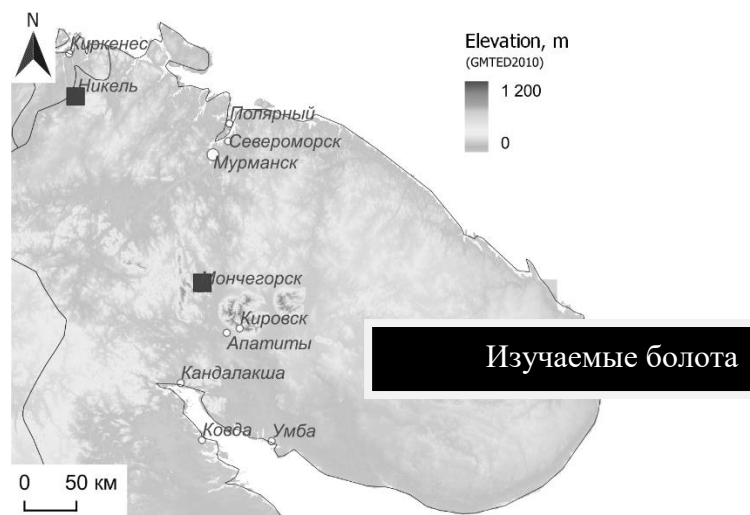 N
Киркенес
Никель
Elevation, m
(GMTED2010)
1 200
0
Полярный
Североморск
Мурманск
Мончегорск
Кировск
Апатиты
Изучаемые болота
Кандалакша
Ковда
Умба
0 50 км